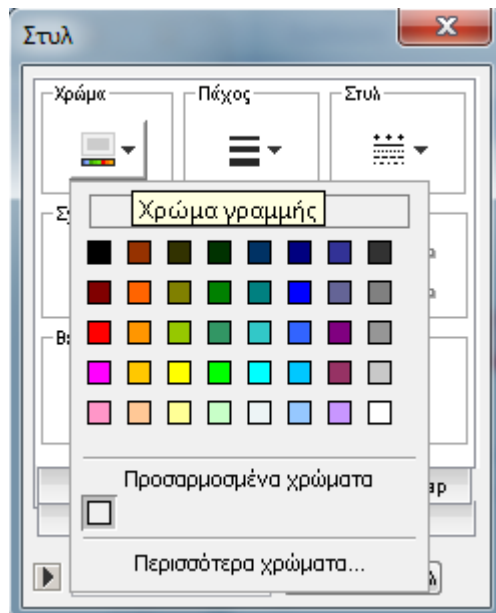 Στυλ
Χρώμα
Πάχος
Στυλ
Χρώμα γραμμής
Προσαρμοσμένα χρώματα
Περισσότερα χρώματα...